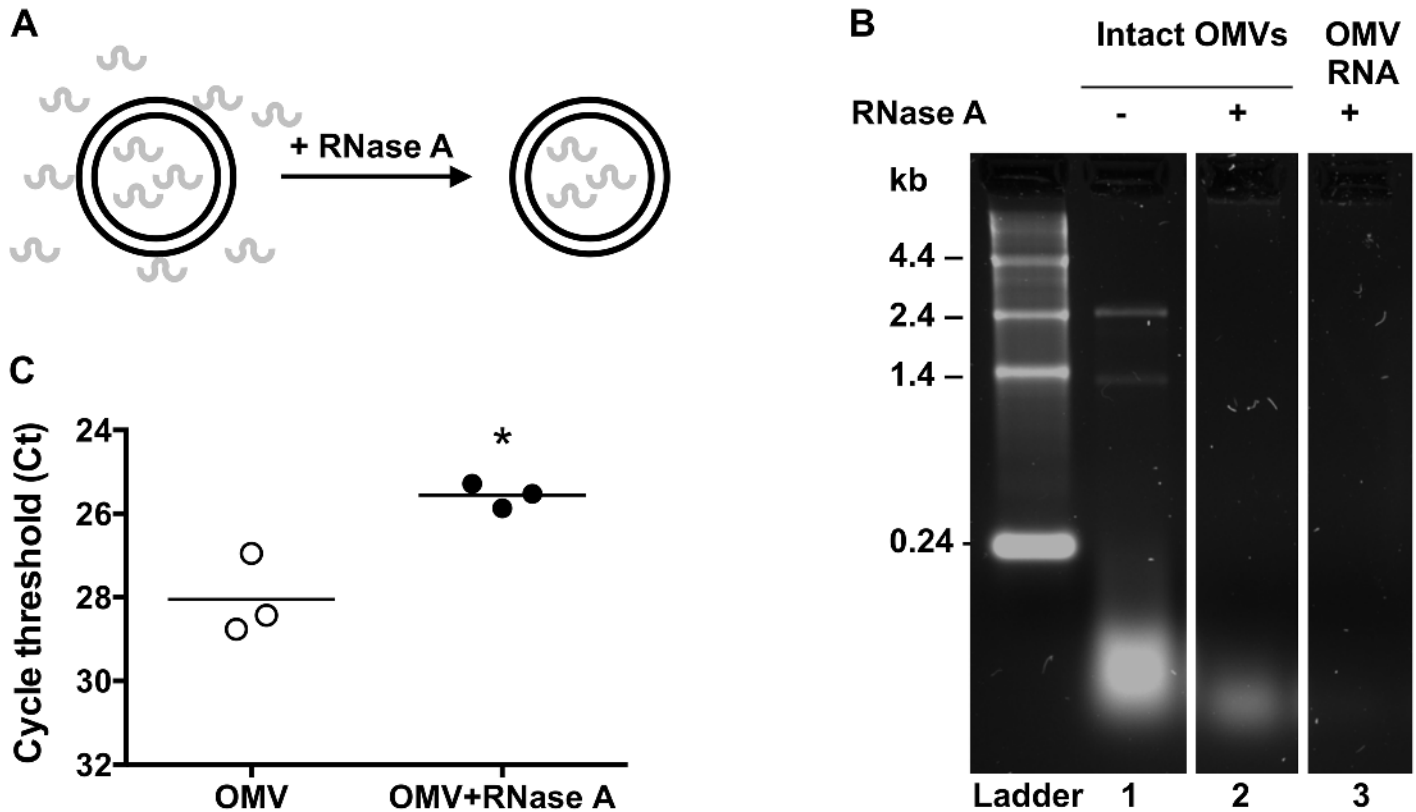 A
+ RNase A
B
Intact OMVs
OMV
RNA
RNase A - + +
kb
4.4 –
2.4 –
1.4 –
0.24 -
Ladder 1 2 3
C
Cycle threshold (Ct)
24
26
28
30
32
*
OMV OMV+RNase A